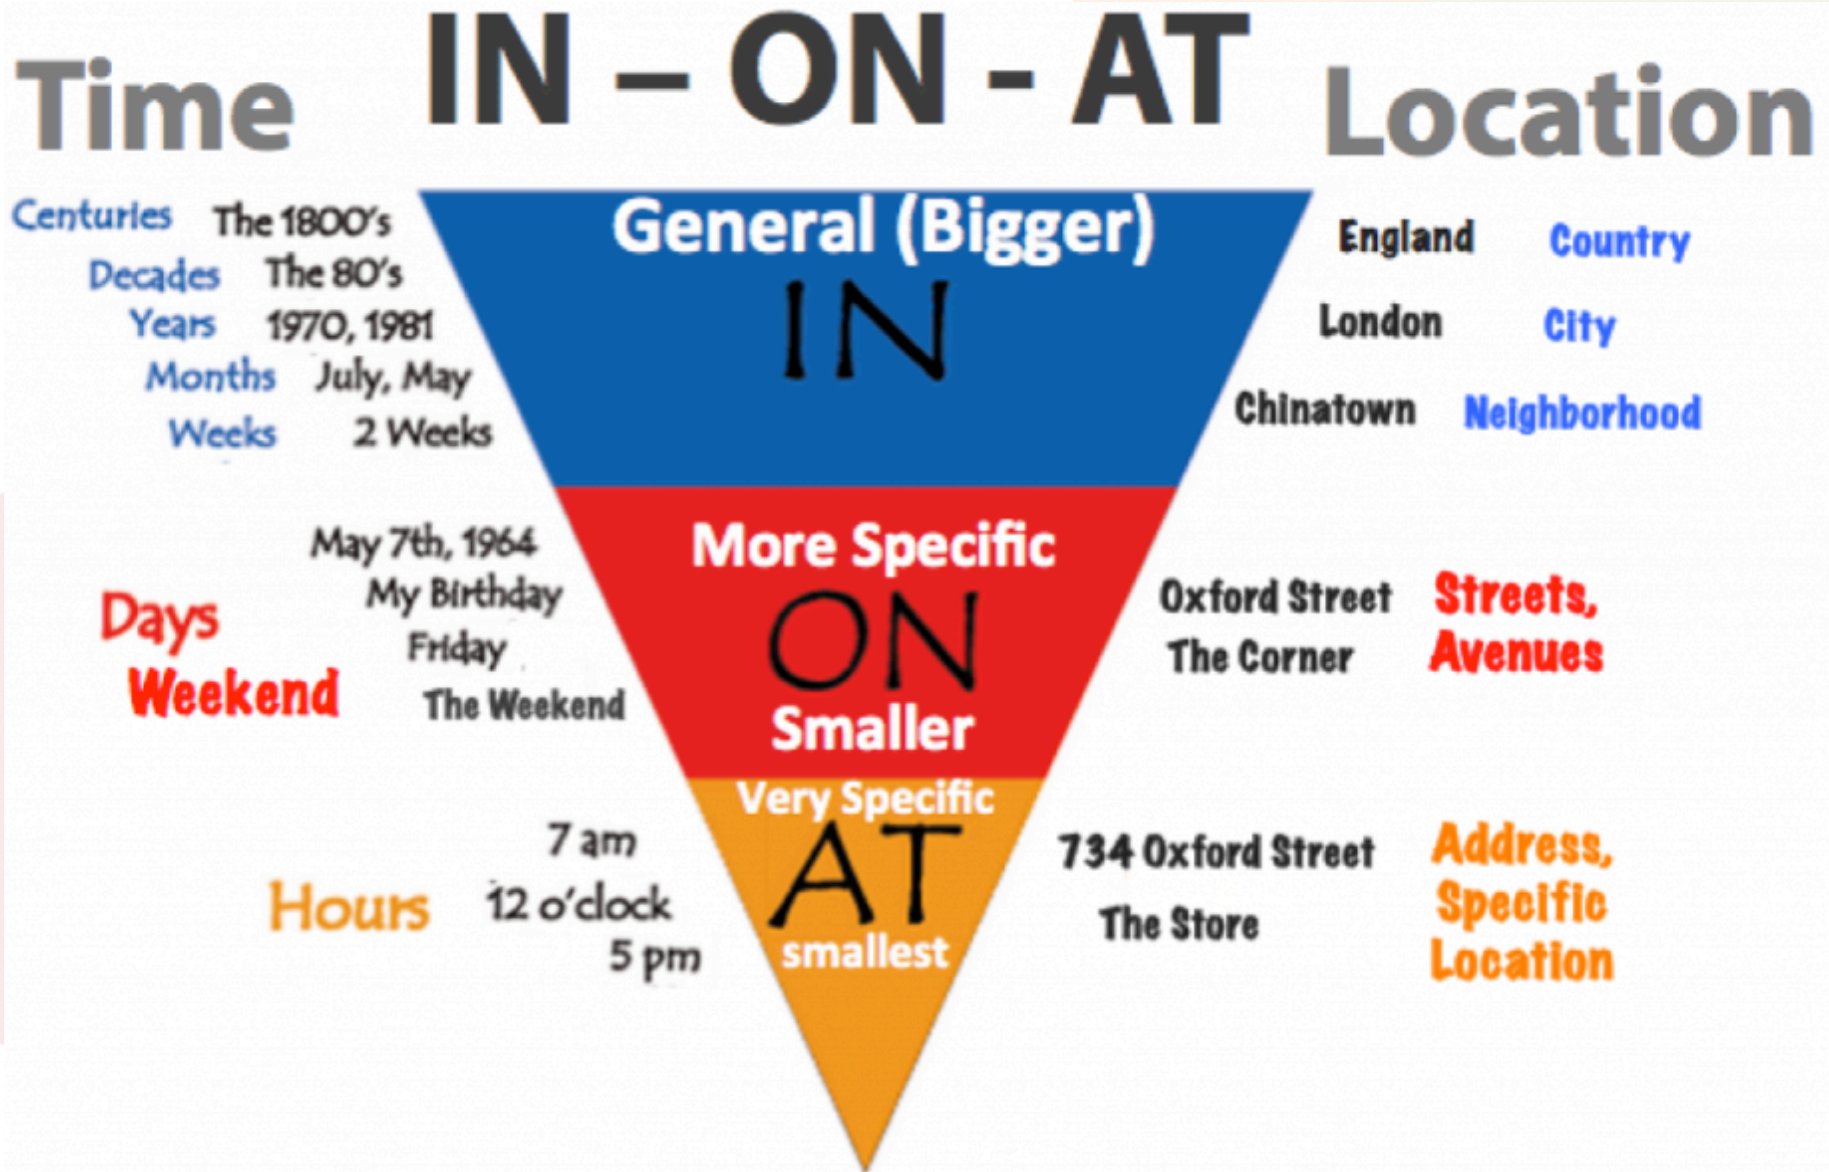 IN – ON - AT
Time
Location
Centuries The 1800's
Decades The 80's
Years 1970, 1981
Months July, May
Weeks 2 Weeks
General (Bigger)
IN
England Country
London City
Chinatown Neighborhood
May 7th, 1964
My Birthday
Days
Friday
Weekend
The Weekend
More Specific
ON
Smaller
Oxford Street
The Corner
Streets,
Avenues
7 am
Hours 12 o'clock
5 pm
Very Specific
AT
smallest
734 Oxford Street
The Store
Address,
Specific
Location